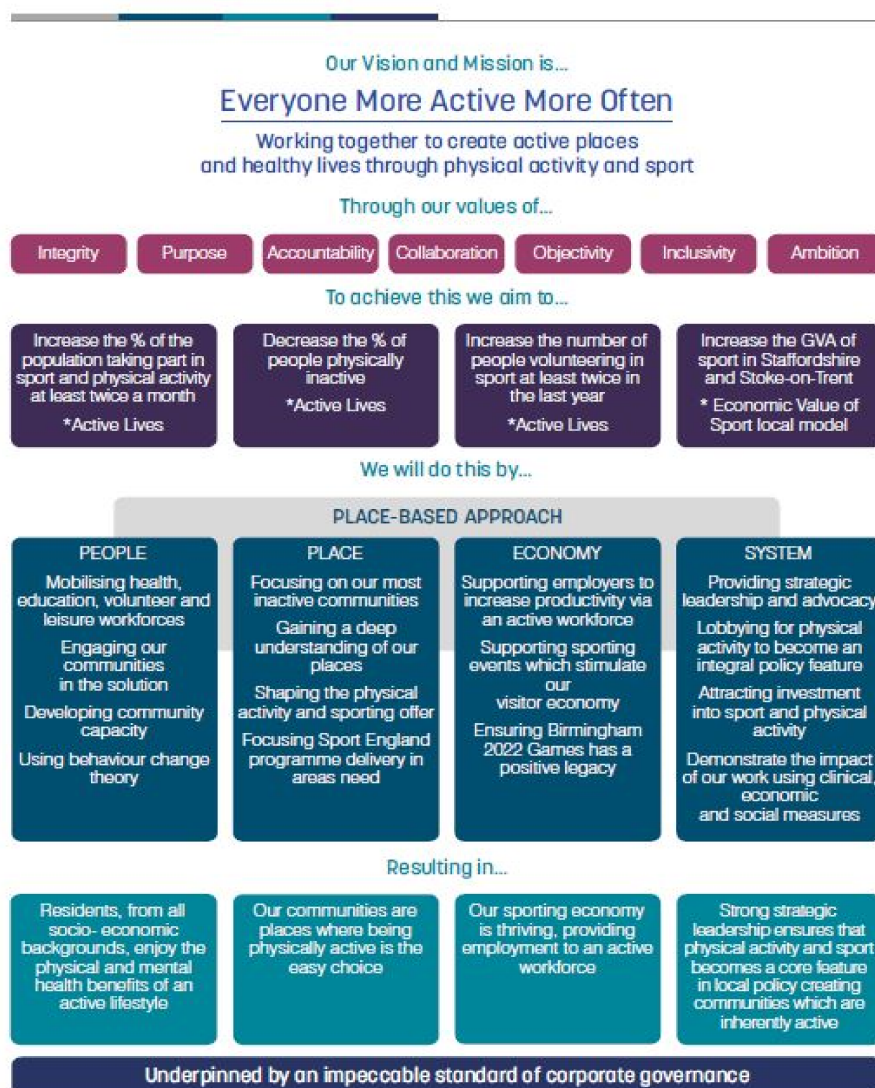 Our Vision and Mission is...
Everyone More Active More Often
Working together to create active places
and healthy lives through physical activity and sport
Through our values of...
Integrity
Purpose
Accountability
Collaboration
Objectivity
Inclusivity
Ambition
To achieve this we aim to...
Increase the % of the
population taking part in
sport and physical activity
at least twice a month
*Active Lives
Decrease the % of
people physically
inactive
*Active Lives
Increase the number of
people volunteering in
sport at least twice in
the last year
*Active Lives
Increase the GVA of
sport in Staffordshire
and Stoke-on-Trent
* Economic Value of
Sport local model
We will do this by...
PLACE-BASED APPROACH
PEOPLE
Mobilising health,
education, volunteer and
leisure workforces
Engaging our
communities
in the solution
Developing community
capacity
Using behaviour change
theory
PLACE
Focusing on our most
inactive communities
Gaining a deep
understanding of our
places
Shaping the physical
activity and sporting offer
Focusing Sport England
programme delivery in
areas need
ECONOMY
Supporting employers to
increase productivity via
an active workforce
Supporting sporting
events which stimulate
our
visitor economy
Ensuring Birmingham
2022 Games has a
positive legacy
SYSTEM
Providing strategic
leadership and advocacy
Lobbying for physical
activity to become an
integral policy feature
Attracting investment
into sport and physical
activity
Demonstrate the impact
of our work using clinical,
economic
and social measures
Resulting in...
Residents, from all
socio- economic
backgrounds, enjoy the
physical and mental
health benefits of an
active lifestyle
Our communities are
places where being
physically active is the
easy choice
Our sporting economy
is thriving, providing
employment to an active
workforce
Strong strategic
leadership ensures that
physical activity and sport
becomes a core feature
in local policy creating
communities which are
inherently active
Underpinned by an impeccable standard of corporate governance